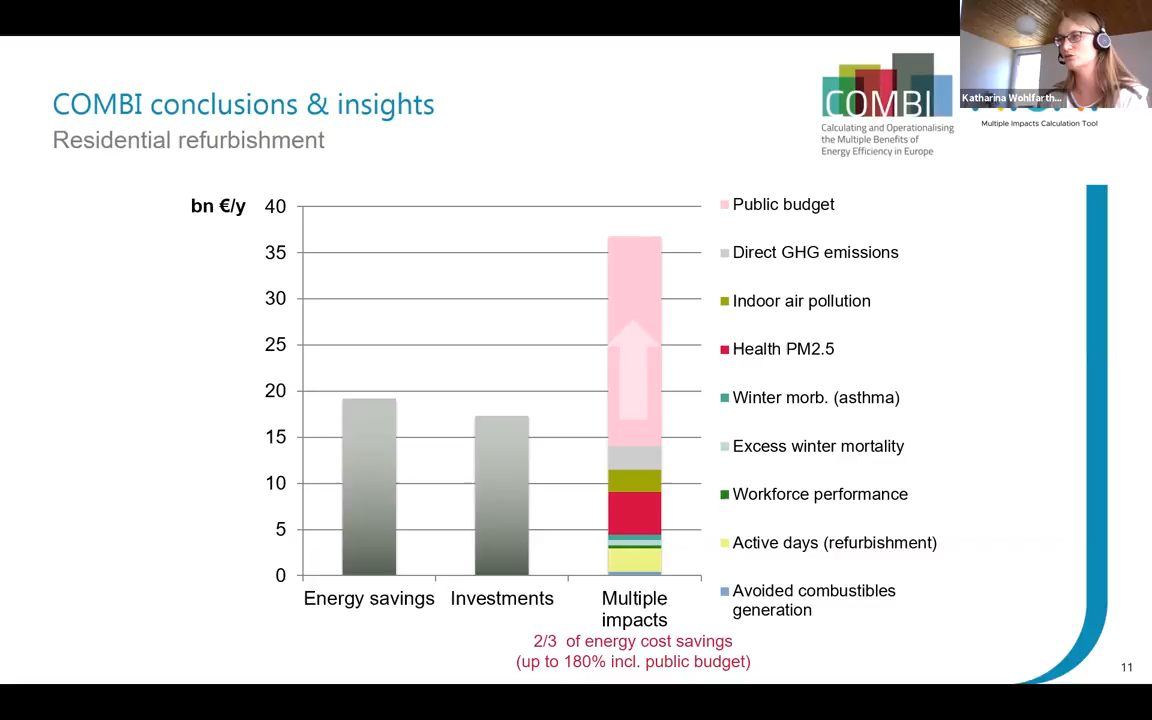 COMBI conclusions & insights
Residential refurbishment
COMBI
Calculating and Operationalising
the Multiple Benefits of
Energy Efficiency in Europe
Katharina Wohlfarth...
Multiple Impacts Calculation Tool
bn €/y
40
35
30
25
20
15
10
5
0
Energy savings
Investments
Multiple
impacts
2/3 of energy cost savings
(up to 180% incl. public budget)
Public budget
Direct GHG emissions
Indoor air pollution
Health PM2.5
Winter morb. (asthma)
Excess winter mortality
Workforce performance
Active days (refurbishment)
Avoided combustibles
generation
11